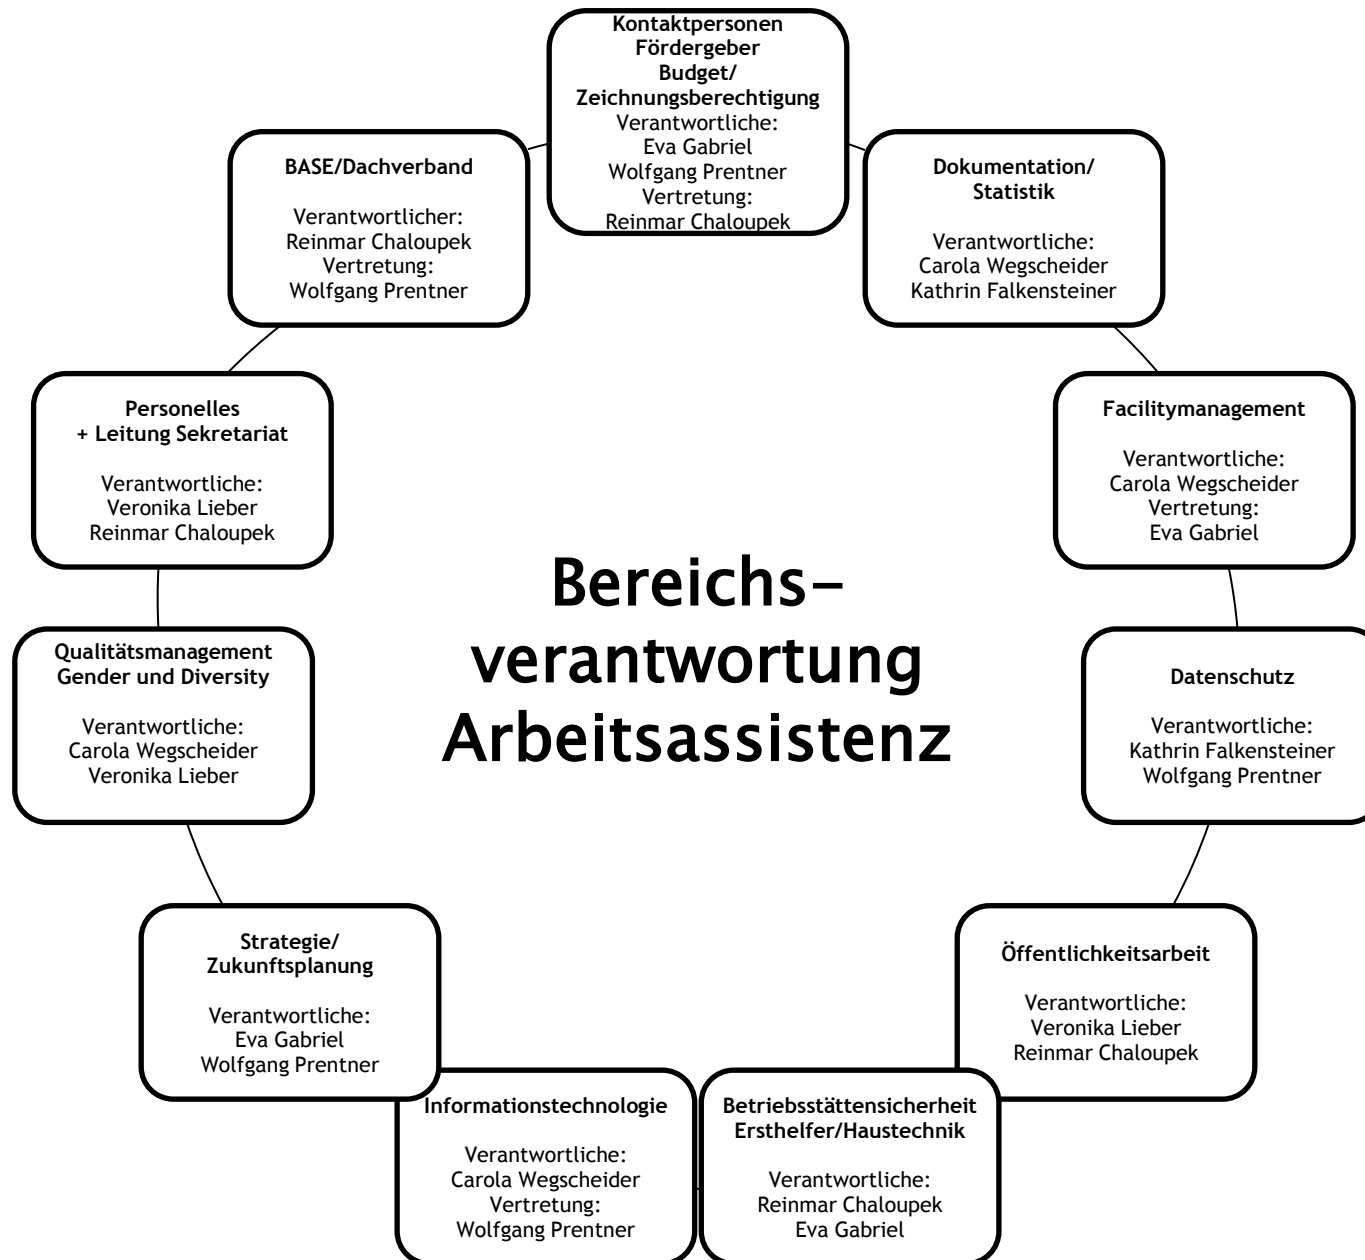 Kontaktpersonen
Fördergeber
Budget/
Zeichnungsberechtigung
Verantwortliche:
Eva Gabriel
Wolfgang Prentner
Vertretung:
Reinmar Chaloupek
BASE/Dachverband
Verantwortlicher:
Reinmar Chaloupek
Vertretung:
Wolfgang Prentner
Dokumentation/
Statistik
Verantwortliche:
Carola Wegscheider
Kathrin Falkensteiner
Personelles
+ Leitung Sekretariat
Verantwortliche:
Veronika Lieber
Reinmar Chaloupek
Facilitymanagement
Verantwortliche:
Carola Wegscheider
Vertretung:
Eva Gabriel
Bereichs-
verantwortung
Arbeitsassistenz
Qualitätsmanagement
Gender und Diversity
Verantwortliche:
Carola Wegscheider
Veronika Lieber
Datenschutz
Verantwortliche:
Kathrin Falkensteiner
Wolfgang Prentner
Strategie/
Zukunftsplanung
Verantwortliche:
Eva Gabriel
Wolfgang Prentner
Öffentlichkeitsarbeit
Verantwortliche:
Veronika Lieber
Reinmar Chaloupek
Informationstechnologie
Verantwortliche:
Carola Wegscheider
Vertretung:
Wolfgang Prentner
Betriebsstättensicherheit
Ersthelfer/Haustechnik
Verantwortliche:
Reinmar Chaloupek
Eva Gabriel